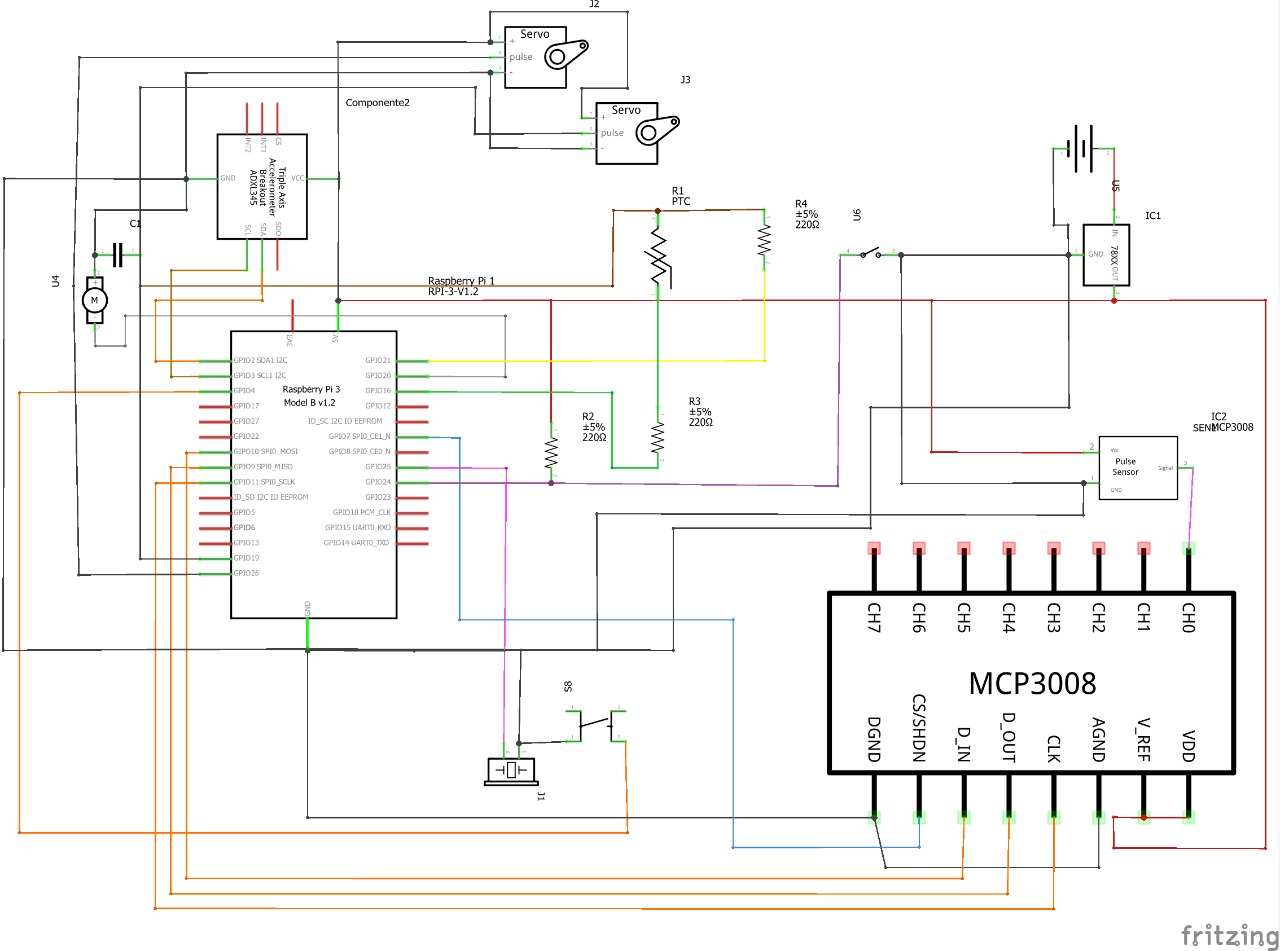 J2
Servo
+
pulse
-
J3
Servo
+
pulse
-
Componente2
INT2
INT1
CS
GND
Triple Axis
Accelerometer
Breakout
ADXL345
VCC
SCL
SDA
SDO
C1
U4
M
R1
PTC
R4
±5%
220Ω
U6
U5
IC1
IN
GND
78XX
OUT
Raspberry Pi 1
RPI-3-V1.2
3V3
5V
GPIO2 SDA1 I2C
GPIO3 SCL1 I2C
GPIO4
GPIO17
GPIO27
GPIO22
GPIO10 SPI0_MOSI
GPIO9 SPI0_MISO
GPIO11 SPI0_SCLK
ID_SD I2C ID EEPROM
GPIO5
GPIO6
GPIO13
GPIO19
GPIO26
Raspberry Pi 3
Model B v1.2
GPIO21
GPIO20
GPIO16
GPIO12
ID_SC I2C ID EEPROM
GPIO7 SPI0_CE1_N
GPIO8 SPI0_CE0_N
GPIO25
GPIO24
GPIO23
GPIO18 PCM_CLK
GPIO15 UART0_RXD
GPIO14 UART0_TXD
GND
R2
±5%
220Ω
R3
±5%
220Ω
IC2
MCP3008
2
Vcc
Pulse
Sensor
Signal
3
1
GND
CH7
CH6
CH5
CH4
CH3
CH2
CH1
CH0
MCP3008
DGND
CS/SHDN
D_IN
D_OUT
CLK
AGND
V_REF
VDD
S8
J1
fritzing